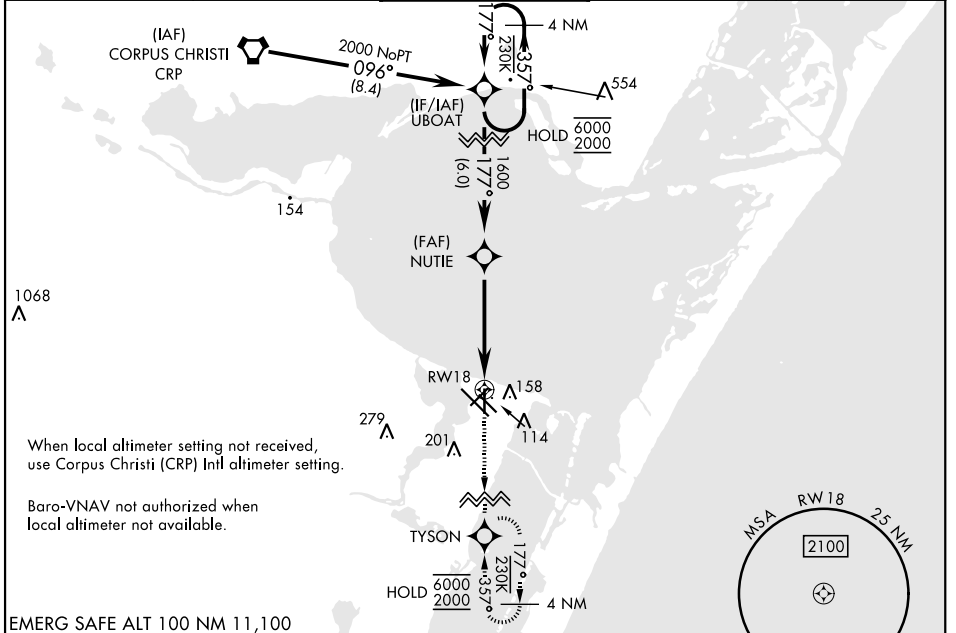 (IAF)
CORPUS CHRISTI
CRP
2000 NoPT
096°
(8.4)
177°
4 NM
230K
357°
554
(IF/IAF)
UBOAT
HOLD 6000
2000
1600
177°
(6.0)
154
(FAF)
NUTIE
1068
RW18
158
114
279
201
When local altimeter setting not received,
use Corpus Christi (CRP) Intl altimeter setting.
Baro-VNAV not authorized when
local altimeter not available.
TYSON
177°
230K
HOLD 6000
2000
357°
4 NM
MSA RW 18 25 NM
2100
EMERG SAFE ALT 100 NM 11,100